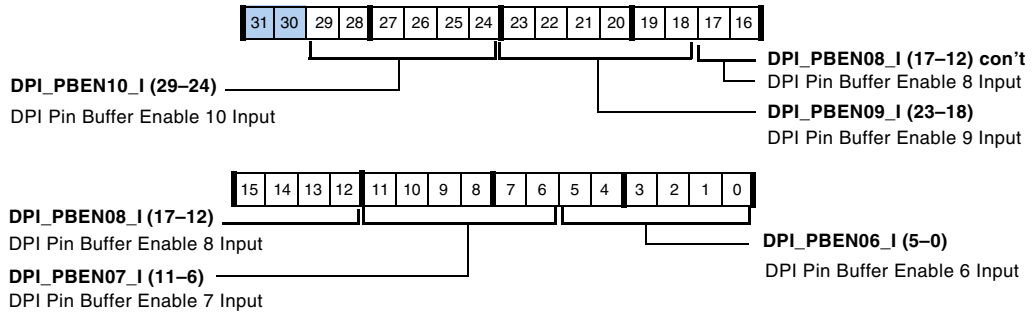 31 30 29 28 27 26 25 24 23 22 21 20 19 18 17 16
DPI_PBEN10_I (29–24)
DPI Pin Buffer Enable 10 Input
DPI_PBEN08_I (17–12) con't
DPI Pin Buffer Enable 8 Input
DPI_PBEN09_I (23–18)
DPI Pin Buffer Enable 9 Input
15 14 13 12 11 10 9 8 7 6 5 4 3 2 1 0
DPI_PBEN08_I (17–12)
DPI Pin Buffer Enable 8 Input
DPI_PBEN07_I (11–6)
DPI Pin Buffer Enable 7 Input
DPI_PBEN06_I (5–0)
DPI Pin Buffer Enable 6 Input